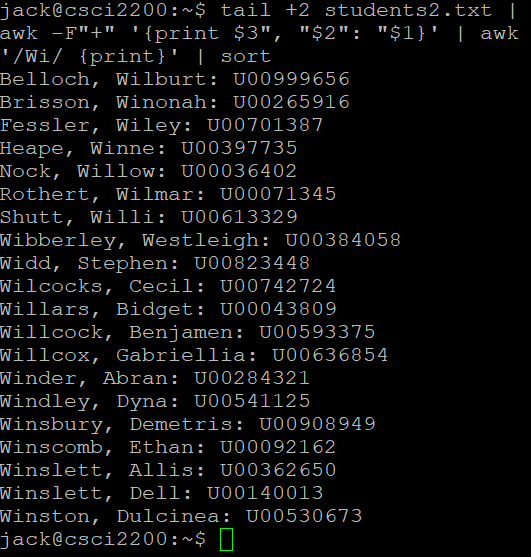 jack@csci2200:~$ tail +2 students2.txt |
awk -F"+" '{print $3", "$2": "$1}' | awk
'/Wi/ {print}' | sort
Belloch, Wilburt: U00999656
Brisson, Winonah: U00265916
Fessler, Wiley: U00701387
Heape, Winne: U00397735
Nock, Willow: U00036402
Rothert, Wilmar: U00071345
Shutt, Willi: U00613329
Wibberley, Westleigh: U00384058
Widd, Stephen: U00823448
Wilcocks, Cecil: U00742724
Willars, Bidget: U00043809
Willcock, Benjamen: U00593375
Willcox, Gabriellia: U00636854
Winder, Abran: U00284321
Windley, Dyna: U00541125
Winsbury, Demetris: U00908949
Winscomb, Ethan: U00092162
Winslett, Allis: U00362650
Winslett, Dell: U00140013
Winston, Dulcinea: U00530673
jack@csci2200:~$